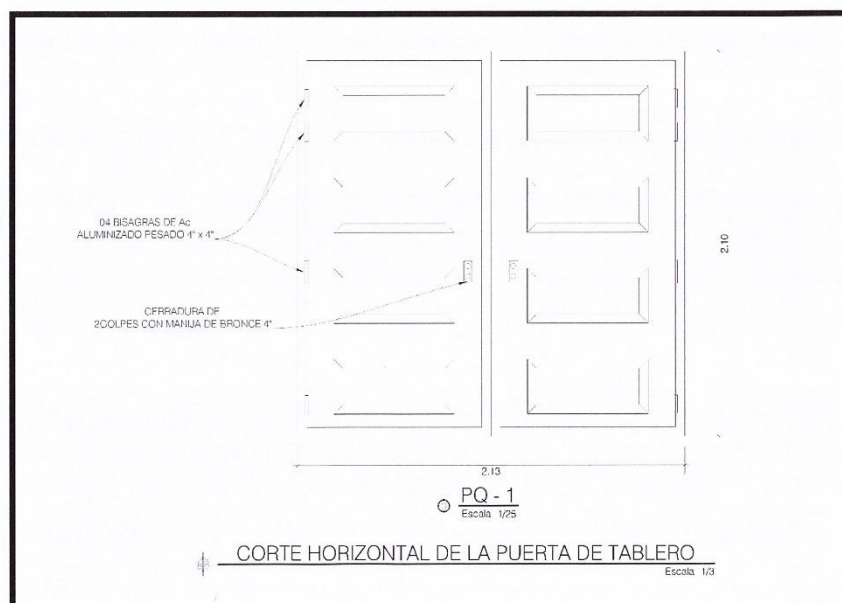 04 BISAGRAS DE Ac
ALUMINIZADO PESADO 4" x 4"
CERRADURA DE
2GOLPES CON MANIJA DE BRONCE 4"
2.10
2.13
PQ - 1
Escala 1/25
CORTE HORIZONTAL DE LA PUERTA DE TABLERO
Escala 1/3